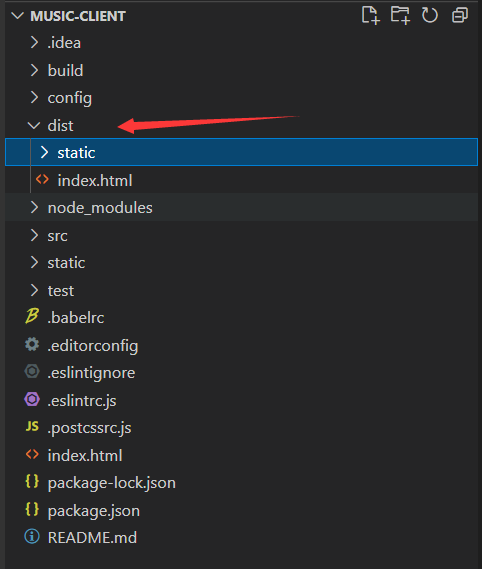 MUSIC-CLIENT
.idea
build
config
dist
static
index.html
node_modules
src
static
test
.babelrc
.editorconfig
.eslintignore
.eslintrc.js
JS .postcssrc.js
index.html
package-lock.json
package.json
README.md